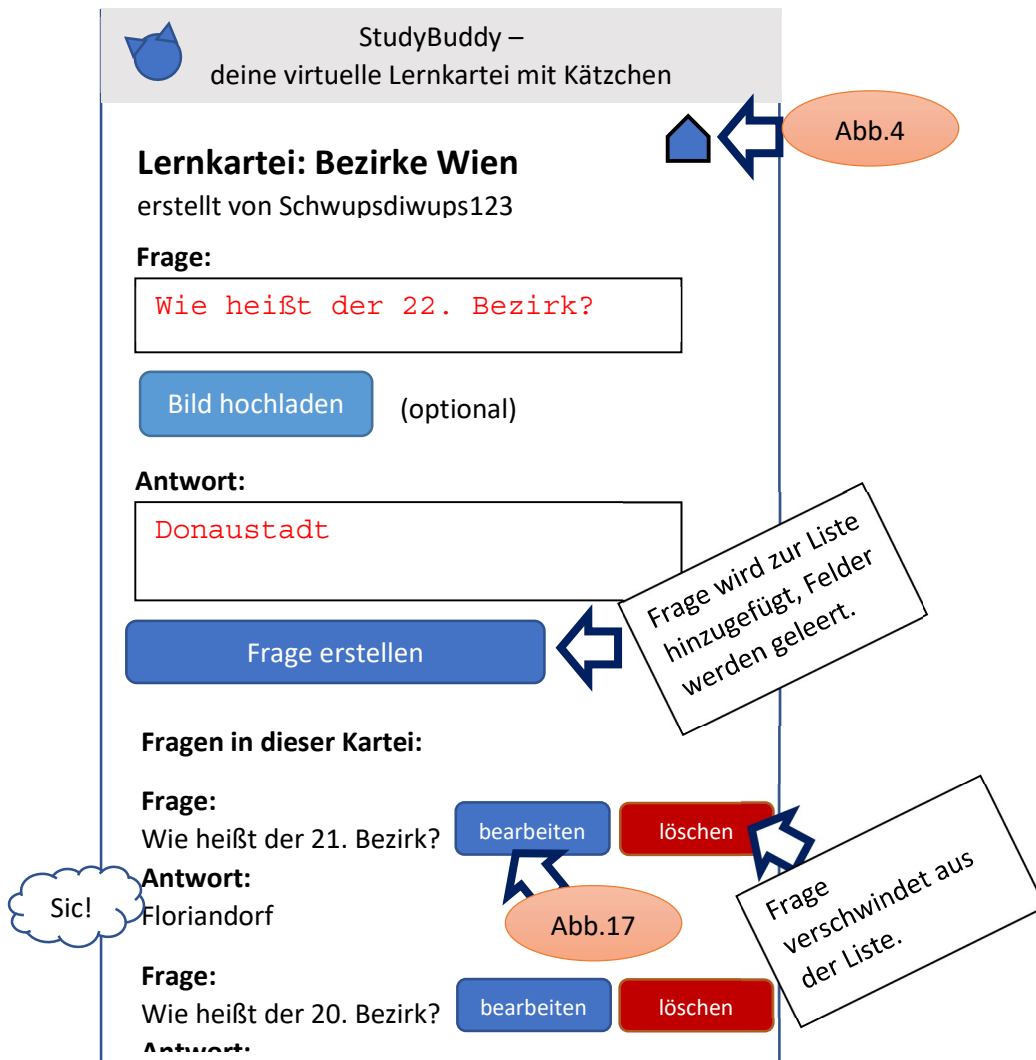 StudyBuddy –
deine virtuelle Lernkartei mit Kätzchen
Abb.4
Lernkartei: Bezirke Wien
erstellt von Schwupsdiwups123
Frage:
Wie heißt der 22. Bezirk?
Bild hochladen
(optional)
Antwort:
Donaustadt
Frage wird zur Liste
hinzugefügt, Felder
werden geleert.
Frage erstellen
Fragen in dieser Kartei:
Frage:
Wie heißt der 21. Bezirk?
bearbeiten
löschen
Antwort:
Floriandorf
Sic!
Abb.17
Frage
verschwindet aus
der Liste.
Frage:
Wie heißt der 20. Bezirk?
bearbeiten
löschen
Antwort: